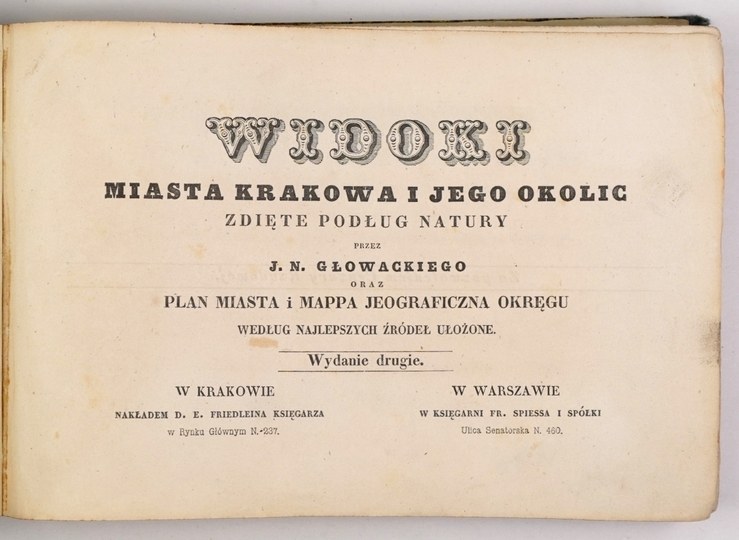 WIDOKI
MIASTA KRAKOWA I JEGO OKOLIC
ZDIĘTE PODŁUG NATURY
PRZEZ
J. N. GŁOWACKIEGO
ORAZ
PLAN MIASTA i MAPPA JEOGRAFICZNA OKRĘGU
WEDŁUG NAJLEPSZYCH ŹRÓDEŁ UŁOŻONE.
Wydanie drugie.
W KRAKOWIE
NAKŁADEM D. E. FRIEDLEINA KSIĘGARZA
w Rynku Głównym N. 237.
W WARSZAWIE
W KSIĘGARNI FR. SPIESSA I SPÓŁKI
Ulica Senatorska N. 460.